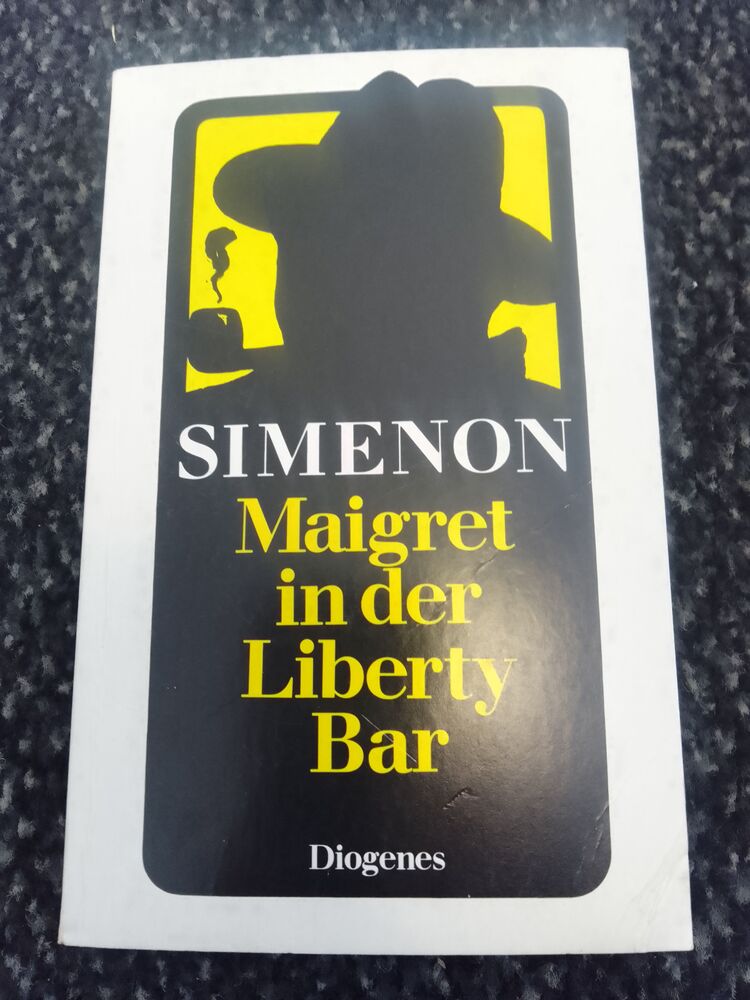 SIMENON
Maigret
in der
Liberty
Bar
Diogenes